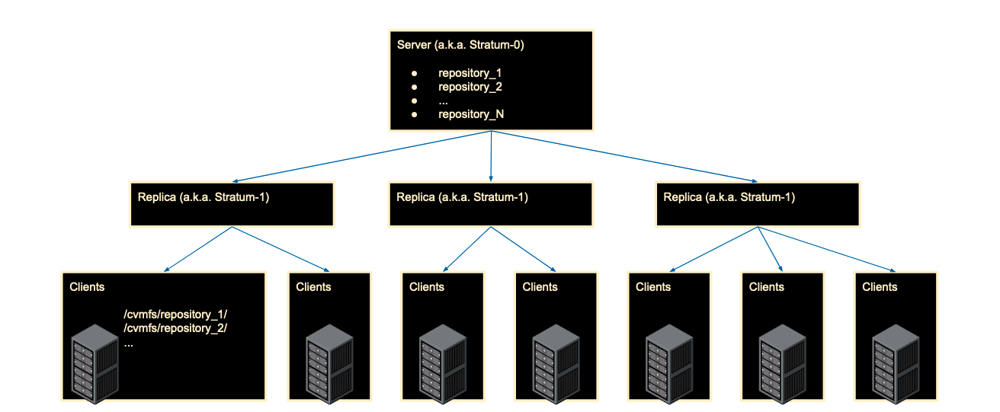 Server (a.k.a. Stratum-0)
● repository_1
● repository_2
● ...
● repository_N
Replica (a.k.a. Stratum-1)
Replica (a.k.a. Stratum-1)
Replica (a.k.a. Stratum-1)
Clients
/cvmfs/repository_1/
/cvmfs/repository_2/
...
Clients
Clients
Clients
Clients
Clients
Clients